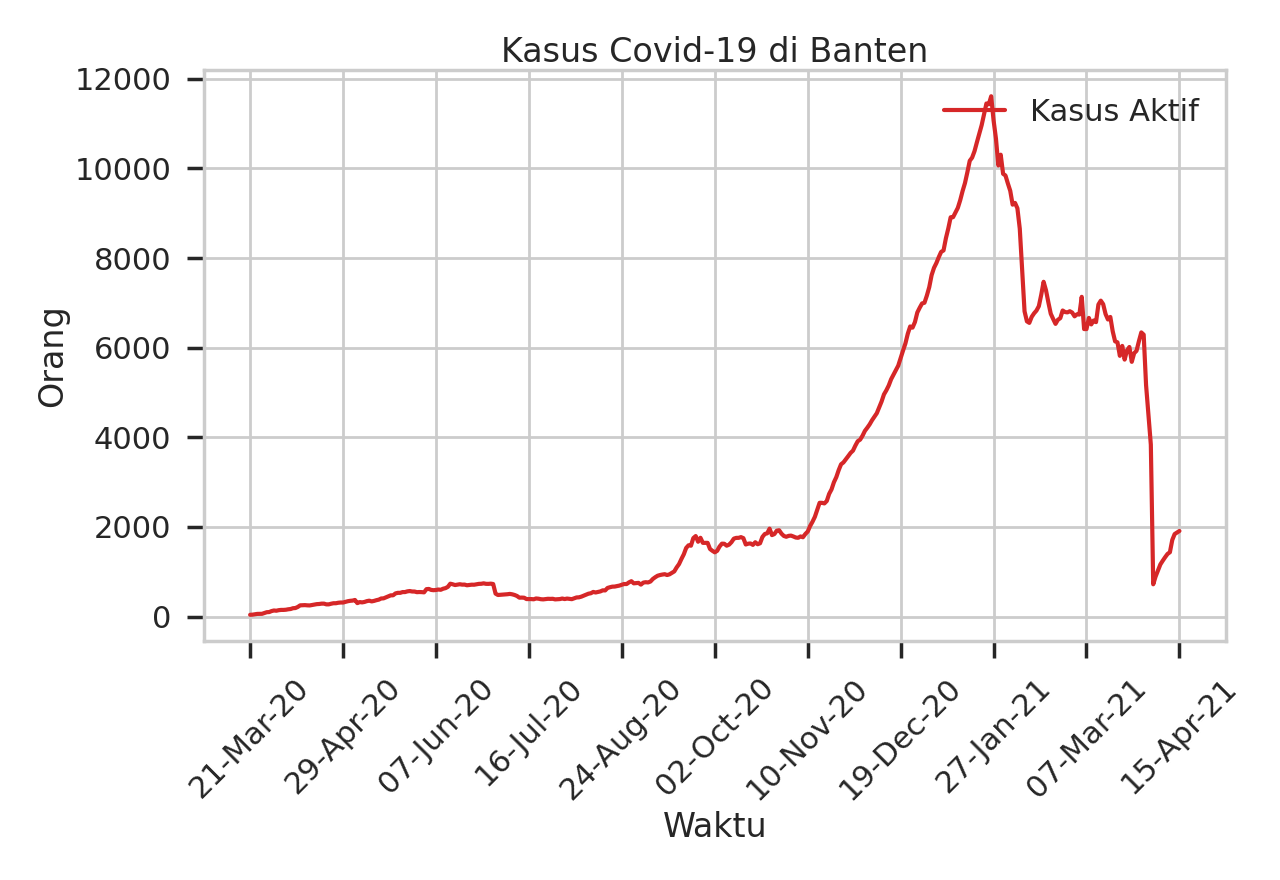 Kasus Covid-19 di Banten
Kasus Aktif
12000
10000
8000
6000
4000
2000
0
Orang
21-Mar-20
29-Apr-20
07-Jun-20
16-Jul-20
24-Aug-20
02-Oct-20
10-Nov-20
19-Dec-20
27-Jan-21
07-Mar-21
15-Apr-21
Waktu